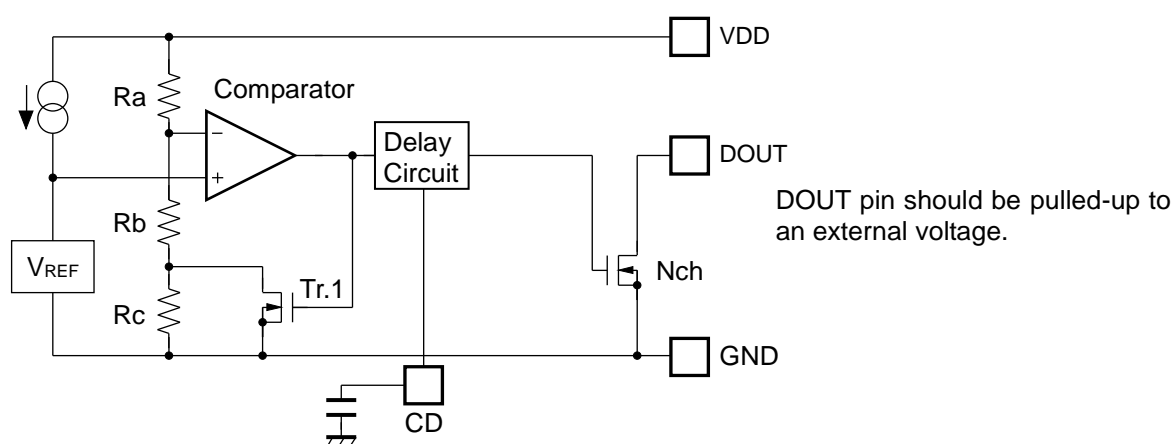 VDD
Ra
Comparator
−
+
Delay
Circuit
DOUT
DOUT pin should be pulled-up to
an external voltage.
Rb
VREF
Nch
Tr.1
Rc
GND
CD